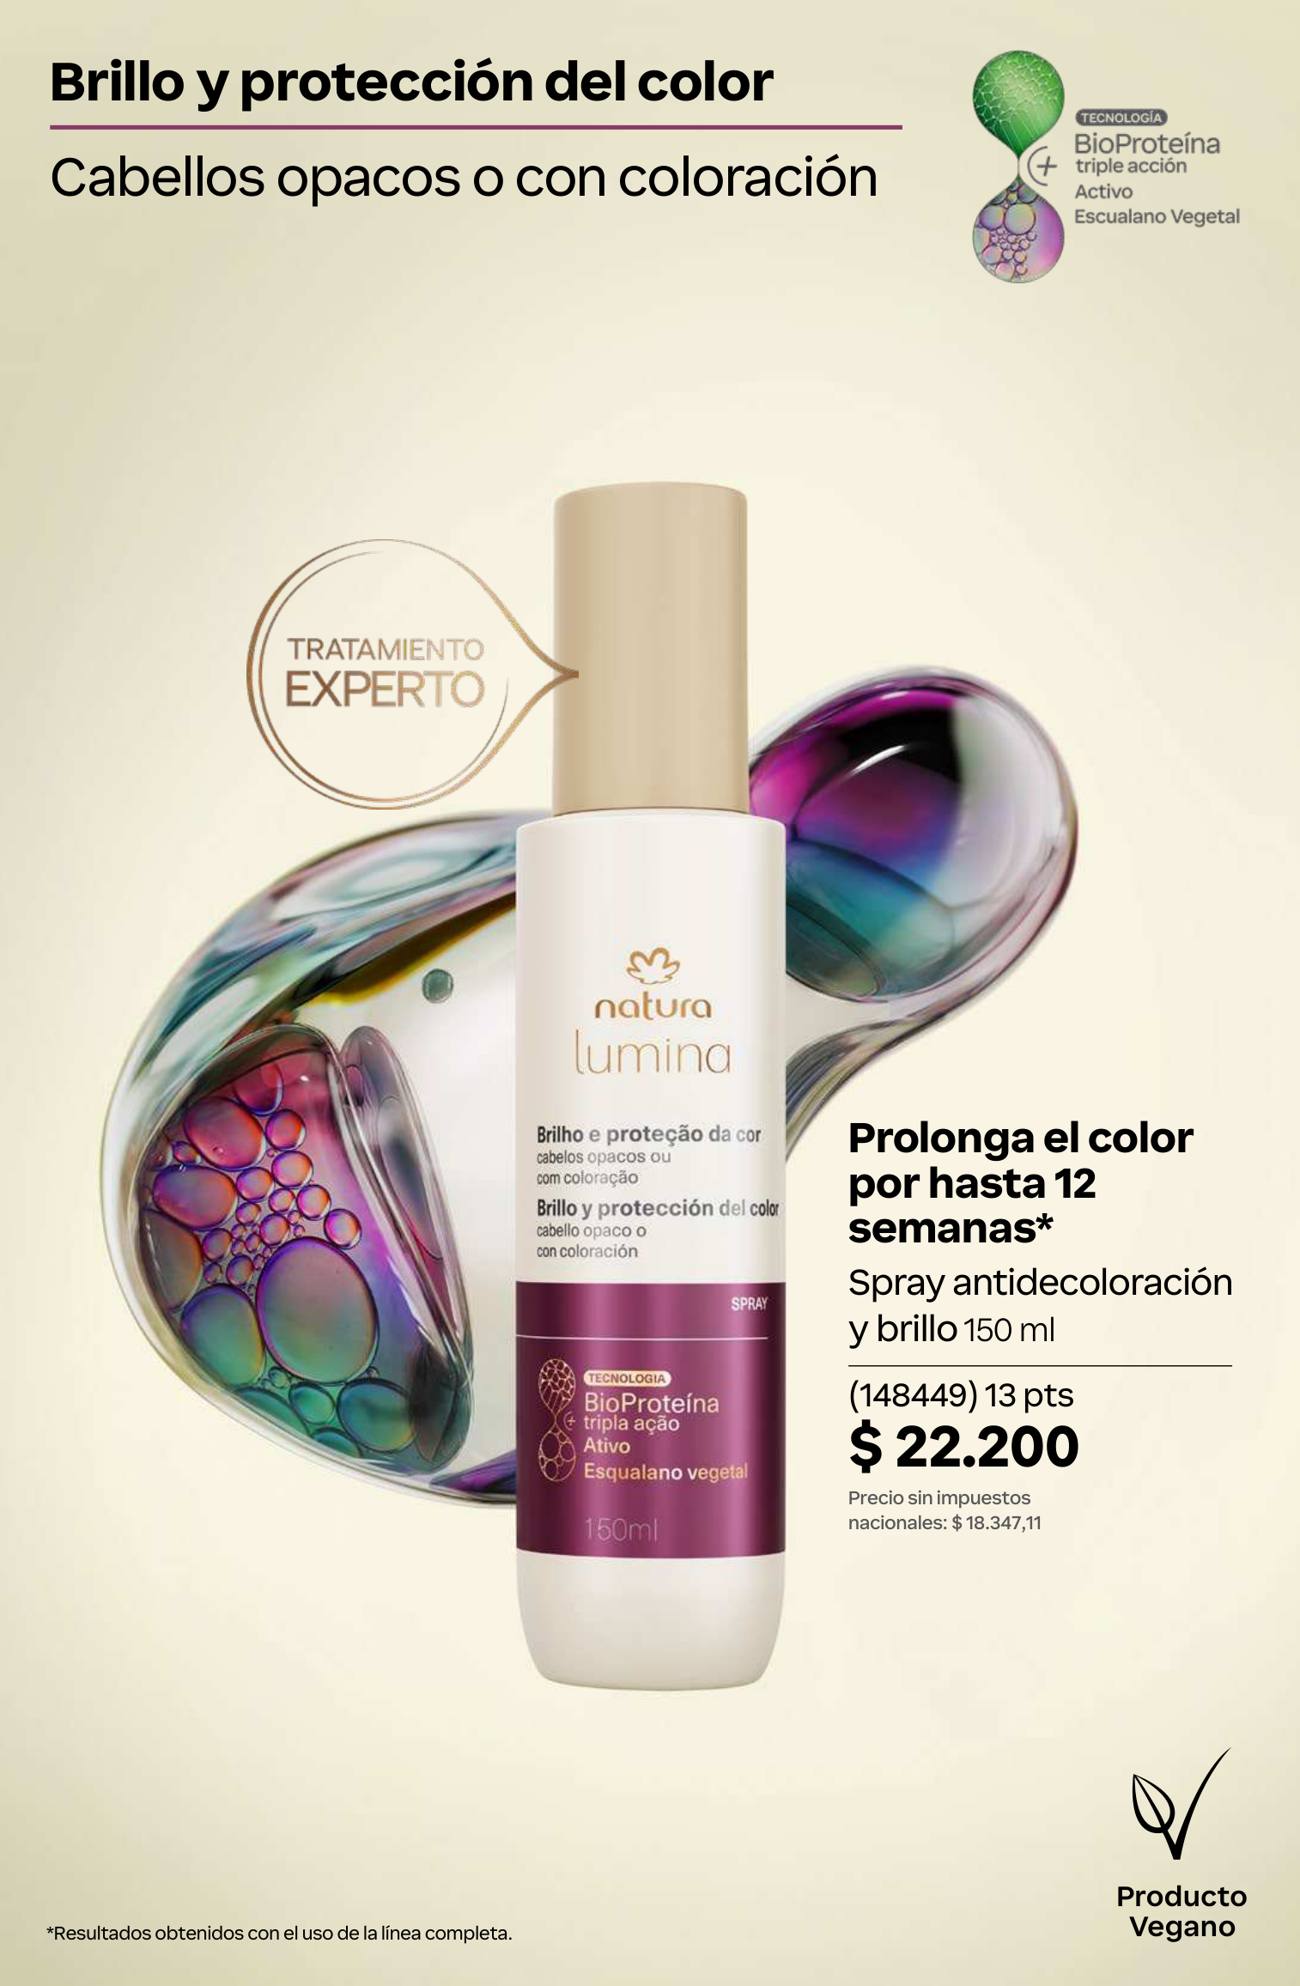 Brillo y protección del color
Cabellos opacos o con coloración
TECNOLOGÍA
BioProteína
triple acción
+
Activo
Escualano Vegetal
TRATAMIENTO
EXPERTO
natura
lumina
Brilho e proteção da cor
cabelos opacos ou
com coloração
Brillo y protección del color
cabello opaco o
con coloración
SPRAY
TECNOLOGIA
BioProteína
tripla ação
+
Ativo
Esqualano vegetal
150ml
Prolonga el color
por hasta 12
semanas*
Spray antidecoloración
y brillo 150 ml
(148449) 13 pts
$ 22.200
Precio sin impuestos
nacionales: $ 18.347,11
Producto
Vegano
*Resultados obtenidos con el uso de la línea completa.